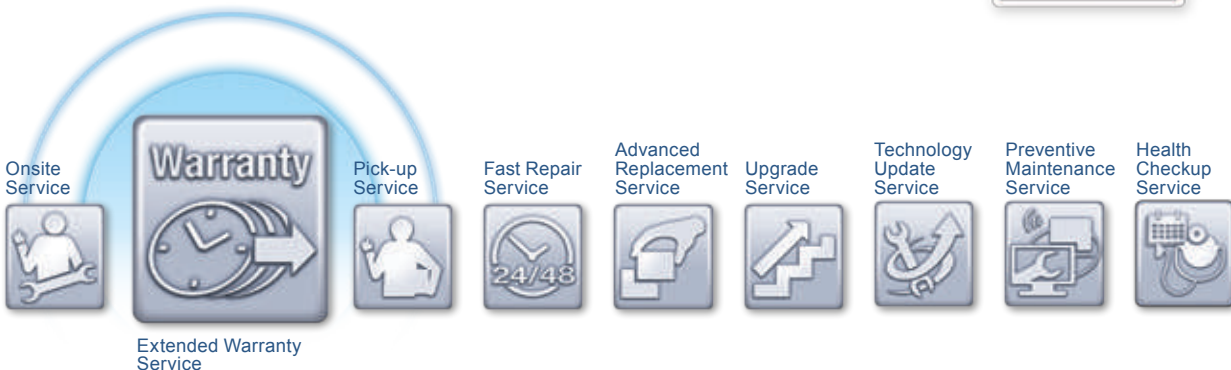 Onsite
Service
Warranty
Extended Warranty
Service
Pick-up
Service
Fast Repair
Service
24/48
Advanced
Replacement
Service
Upgrade
Service
Technology
Update
Service
Preventive
Maintenance
Service
Health
Checkup
Service